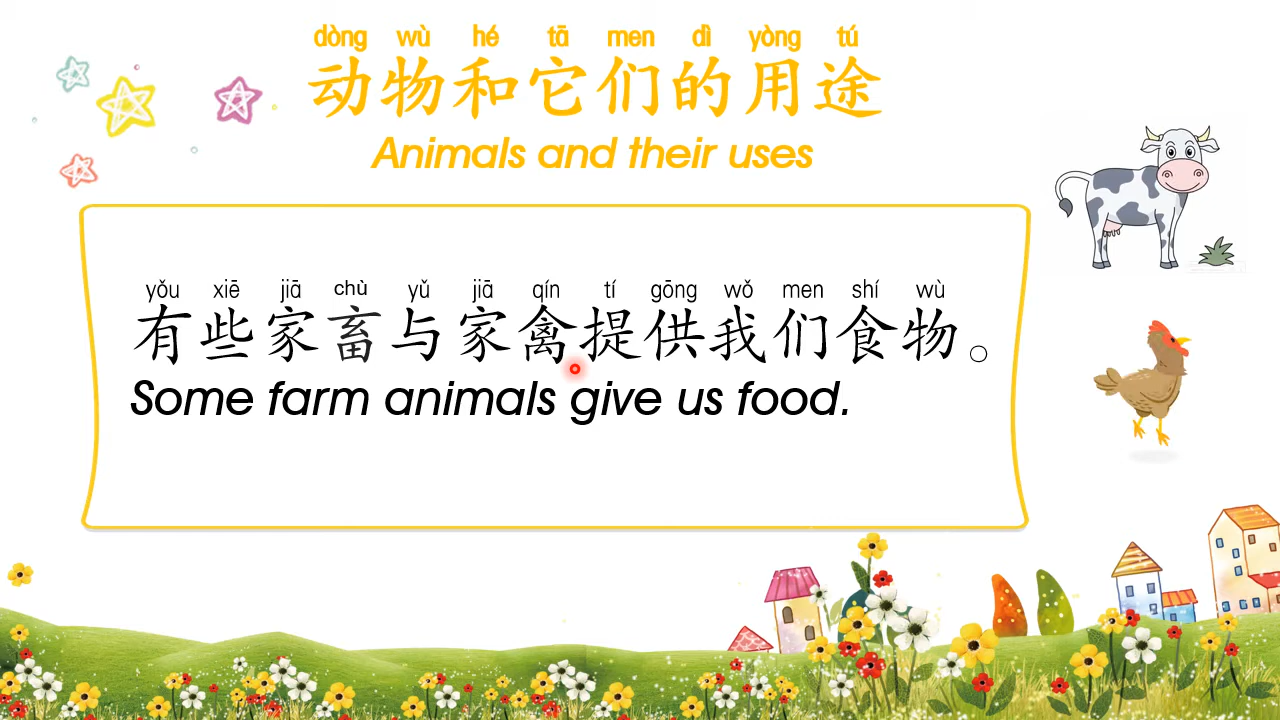 dòng wù hé tā men dì yòng tú
动物和它们的用途
Animals and their uses
yǒu xiē jiā chù yǔ jiā qín tí gōng wǒ men shí wù
有些家畜与家禽提供我们食物。
Some farm animals give us food.